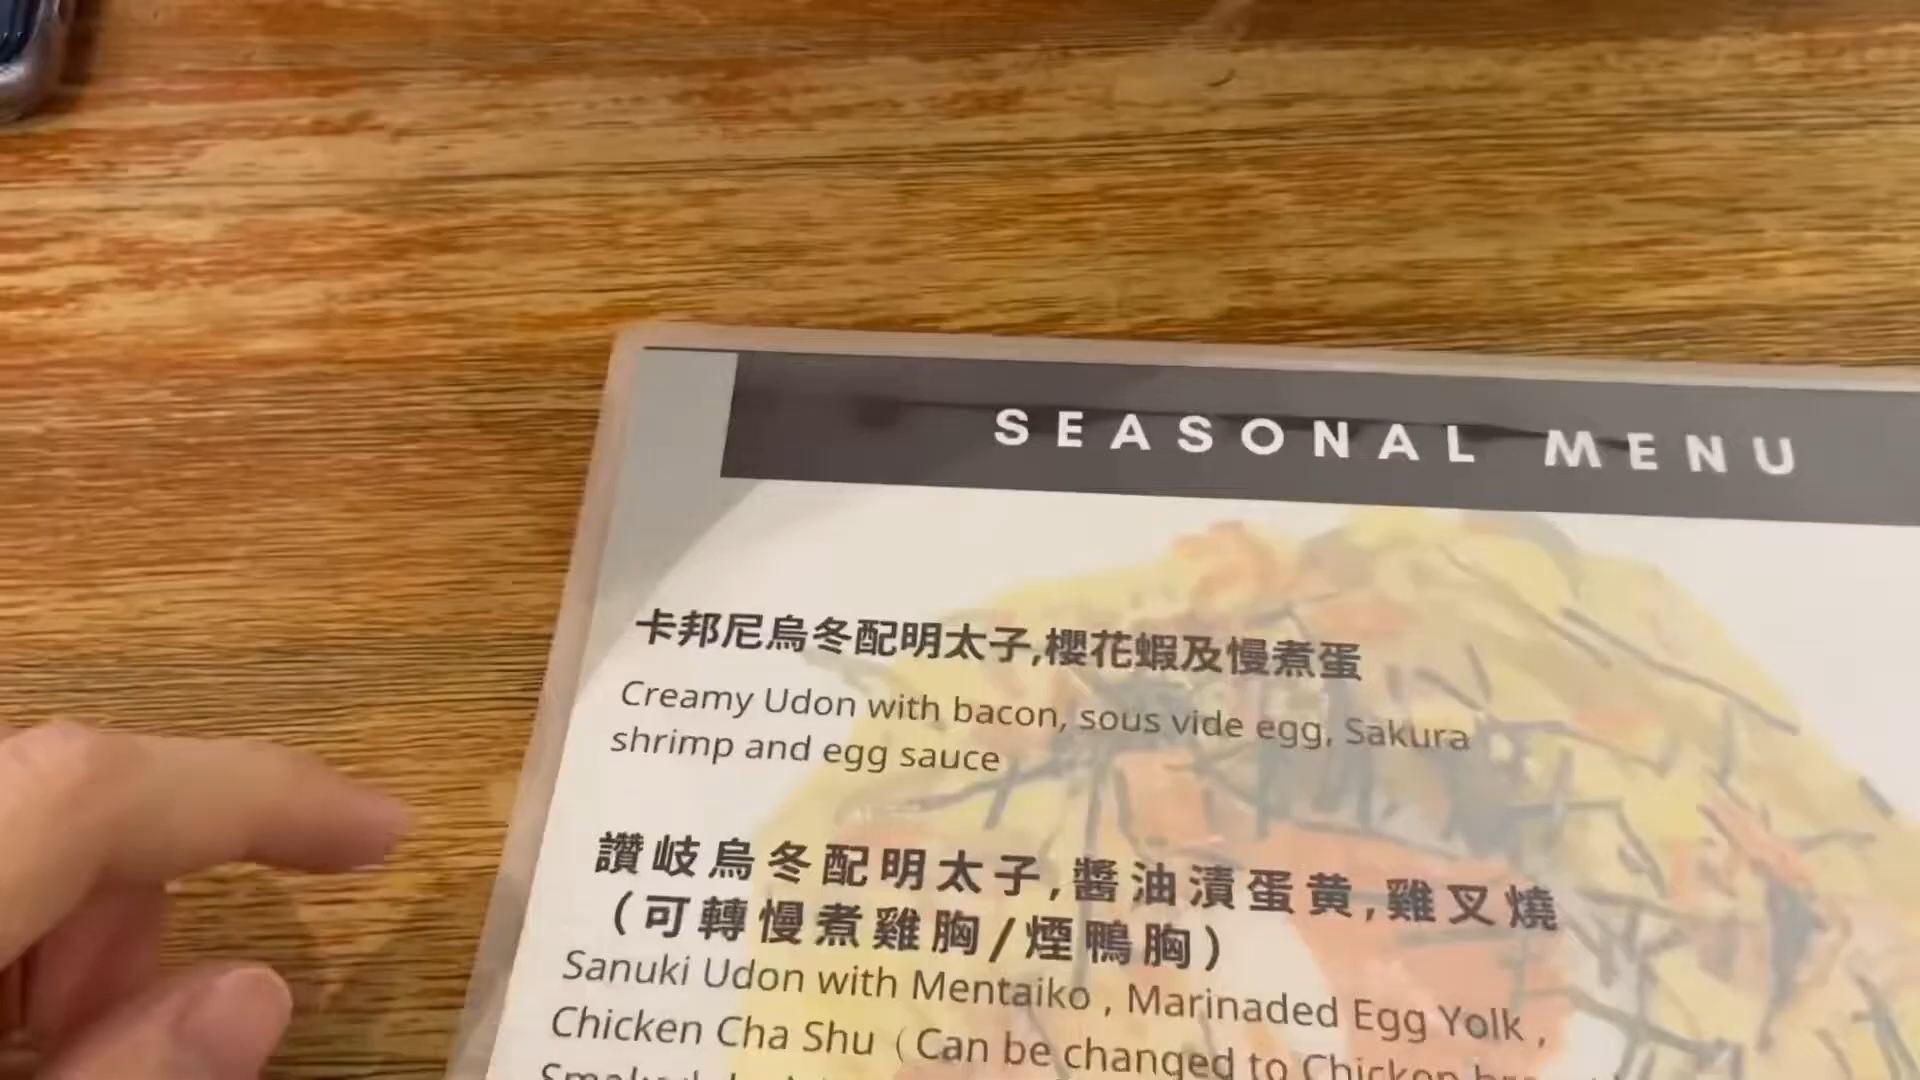 SEASONAL MENU
卡邦尼烏冬配明太子,櫻花蝦及慢煮蛋
Creamy Udon with bacon, sous vide egg, Sakura
shrimp and egg sauce
讚岐烏冬配明太子,醬油漬蛋黄,雞叉燒
(可轉慢煮雞胸/煙鴨胸)
Sanuki Udon with Mentaiko , Marinaded Egg Yolk ,
Chicken Cha Shu (Can be changed to Chicken